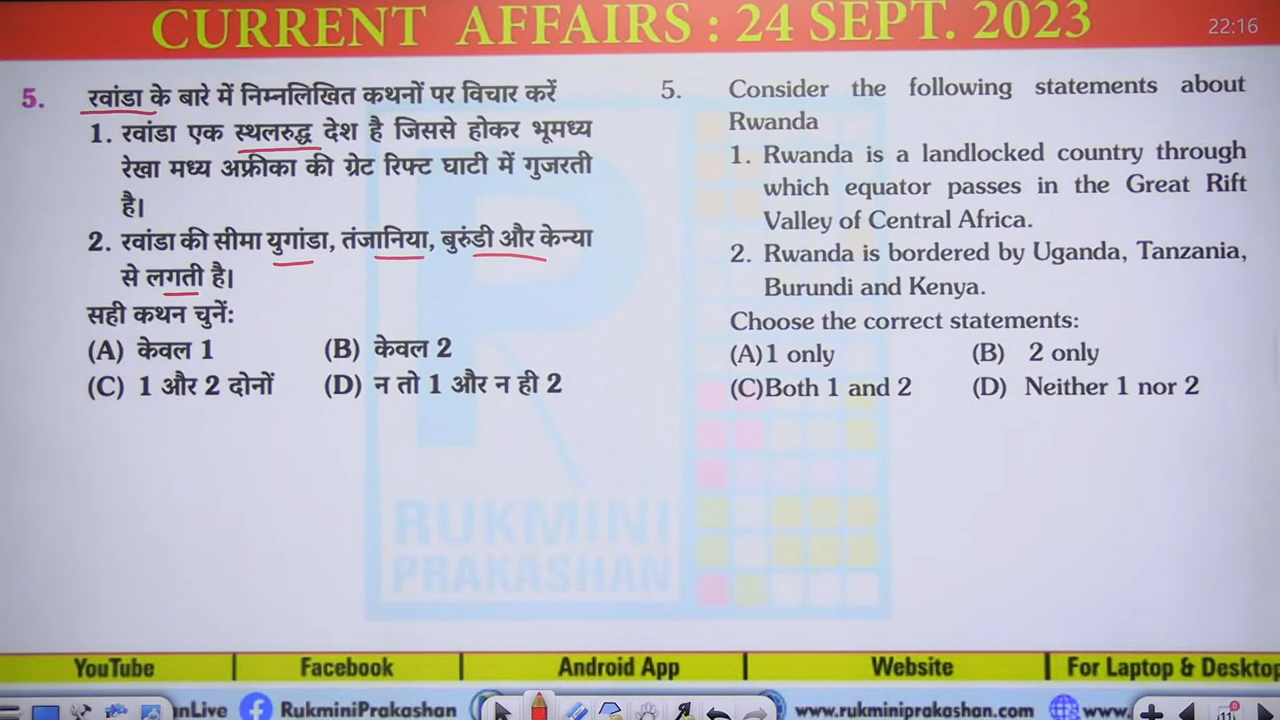 CURRENT AFFAIRS : 24 SEPT. 2023
22:16
5. रवांडा के बारे में निम्नलिखित कथनों पर विचार करें
1. रवांडा एक स्थलरुद्ध देश है जिससे होकर भूमध्य
रेखा मध्य अफ्रीका की ग्रेट रिफ्ट घाटी में गुजरती
है।
2. रवांडा की सीमा युगांडा, तंजानिया, बुरुंडी और केन्या
से लगती है।
सही कथन चुनें:
(A) केवल 1 (B) केवल 2
(C) 1 और 2 दोनों (D) न तो 1 और न ही 2
5. Consider the following statements about
Rwanda
1. Rwanda is a landlocked country through
which equator passes in the Great Rift
Valley of Central Africa.
2. Rwanda is bordered by Uganda, Tanzania,
Burundi and Kenya.
Choose the correct statements:
(A)1 only (B) 2 only
(C)Both 1 and 2 (D) Neither 1 nor 2
RUKMINI
PRAKASHAN
YouTube Facebook Android App Website For Laptop & Desktop
nLive RukminiPrakashan www.rukminiprakashan.com www.
11